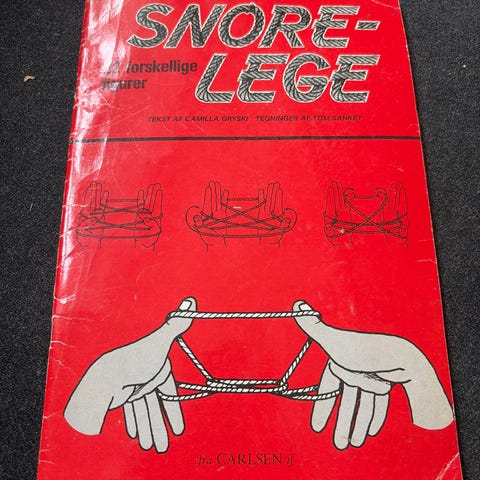 SNORE-
LEGE
forskellige
figurer
TEKST AF CAMILLA GRYSKI TEGNINGER AF TOM SANKEY
fra CARLSEN if